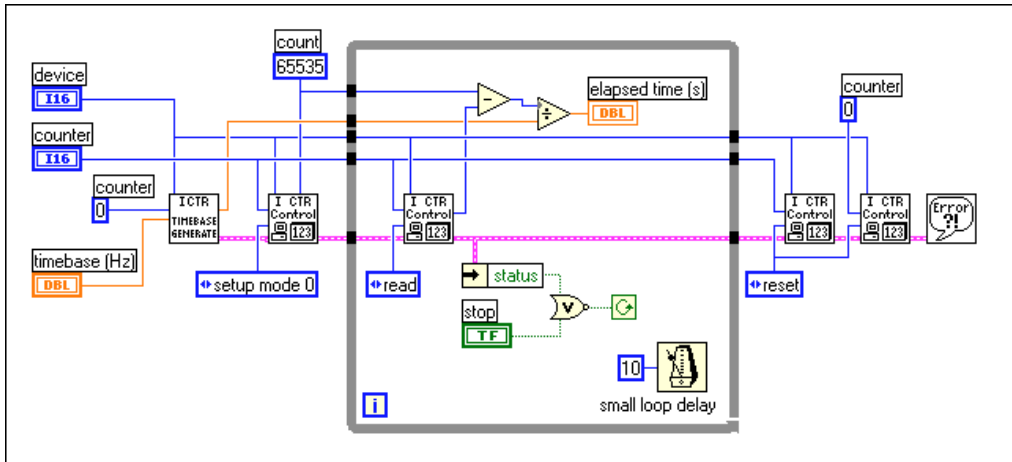 count
65535
device
I16
elapsed time (s)
DBL
counter
0
counter
I16
counter
0
ICTR
TIMEBASE
GENERATE
I CTR
Control
123
I CTR
Control
123
I CTR
Control
123
I CTR
Control
123
Error
?!
timebase (Hz)
DBL
setup mode 0
read
status
reset
stop
TF
V
10
i
small loop delay